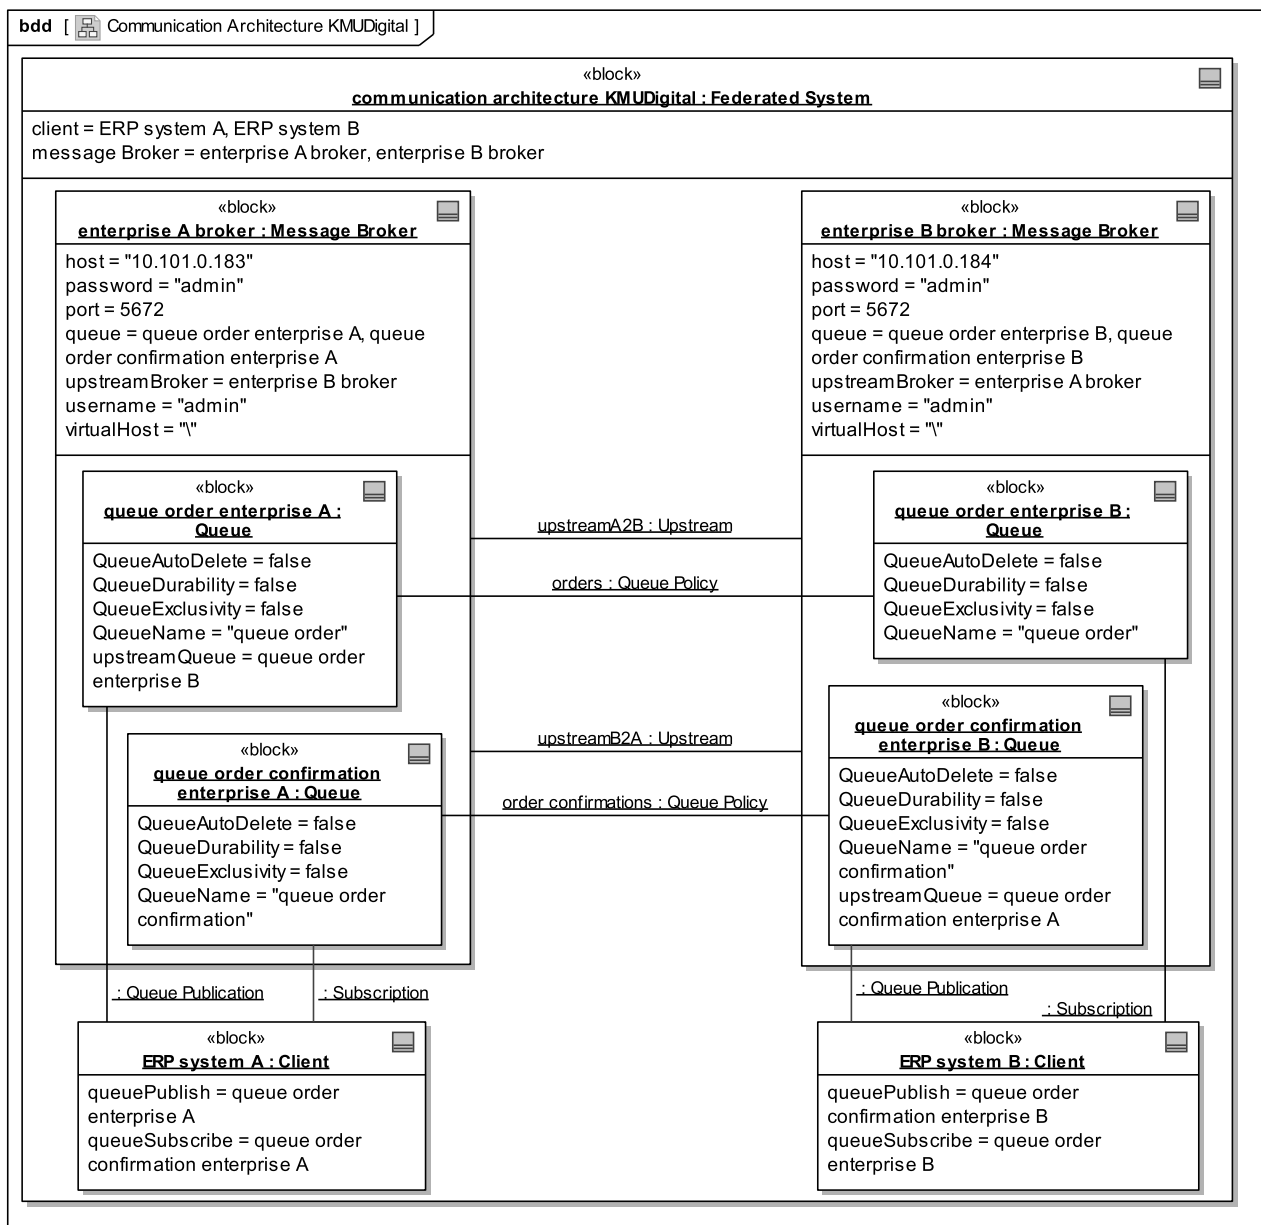 bdd [ Communication Architecture KMUDigital ]
«block»
communication architecture KMUDigital : Federated System
client = ERP system A, ERP system B
message Broker = enterprise A broker, enterprise B broker
«block»
enterprise A broker : Message Broker
host = "10.101.0.183"
password = "admin"
port = 5672
queue = queue order enterprise A, queue
order confirmation enterprise A
upstreamBroker = enterprise B broker
username = "admin"
virtualHost = "\"
«block»
queue order enterprise A :
Queue
QueueAutoDelete = false
QueueDurability = false
QueueExclusivity = false
QueueName = "queue order"
upstreamQueue = queue order
enterprise B
«block»
queue order confirmation
enterprise A : Queue
QueueAutoDelete = false
QueueDurability = false
QueueExclusivity = false
QueueName = "queue order
confirmation"
upstreamA2B : Upstream
orders : Queue Policy
upstreamB2A : Upstream
order confirmations : Queue Policy
«block»
enterprise B broker : Message Broker
host = "10.101.0.184"
password = "admin"
port = 5672
queue = queue order enterprise B, queue
order confirmation enterprise B
upstreamBroker = enterprise A broker
username = "admin"
virtualHost = "\"
«block»
queue order enterprise B :
Queue
QueueAutoDelete = false
QueueDurability = false
QueueExclusivity = false
QueueName = "queue order"
«block»
queue order confirmation
enterprise B : Queue
QueueAutoDelete = false
QueueDurability = false
QueueExclusivity = false
QueueName = "queue order
confirmation"
upstreamQueue = queue order
confirmation enterprise A
: Queue Publication
: Subscription
: Queue Publication
: Subscription
«block»
ERP system A : Client
queuePublish = queue order
enterprise A
queueSubscribe = queue order
confirmation enterprise A
«block»
ERP system B : Client
queuePublish = queue order
confirmation enterprise B
queueSubscribe = queue order
enterprise B